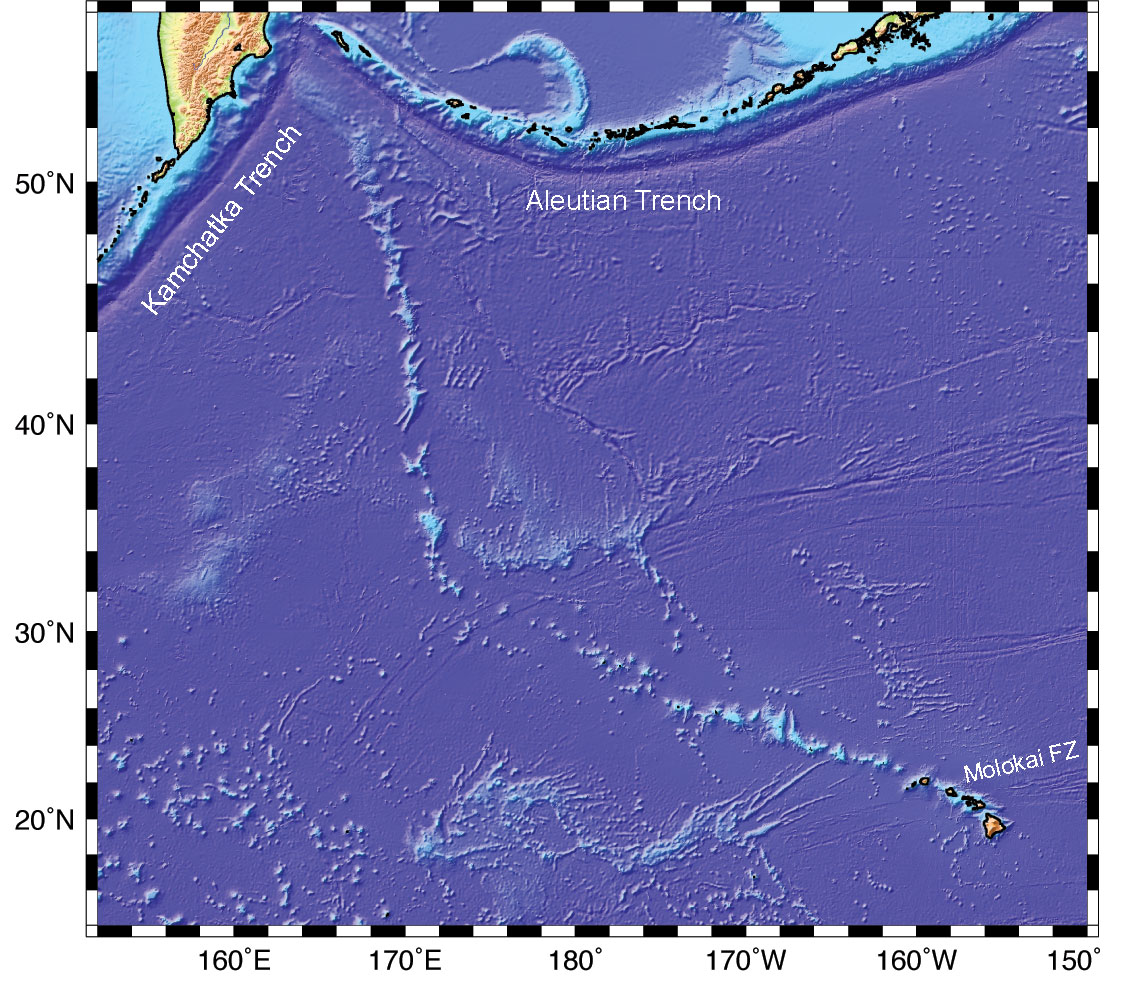 50˚N
Kamchatka Trench
Aleutian Trench
40˚N
30˚N
Molokai FZ
20˚N
160˚E
170˚E
180˚
170˚W
160˚W
150˚